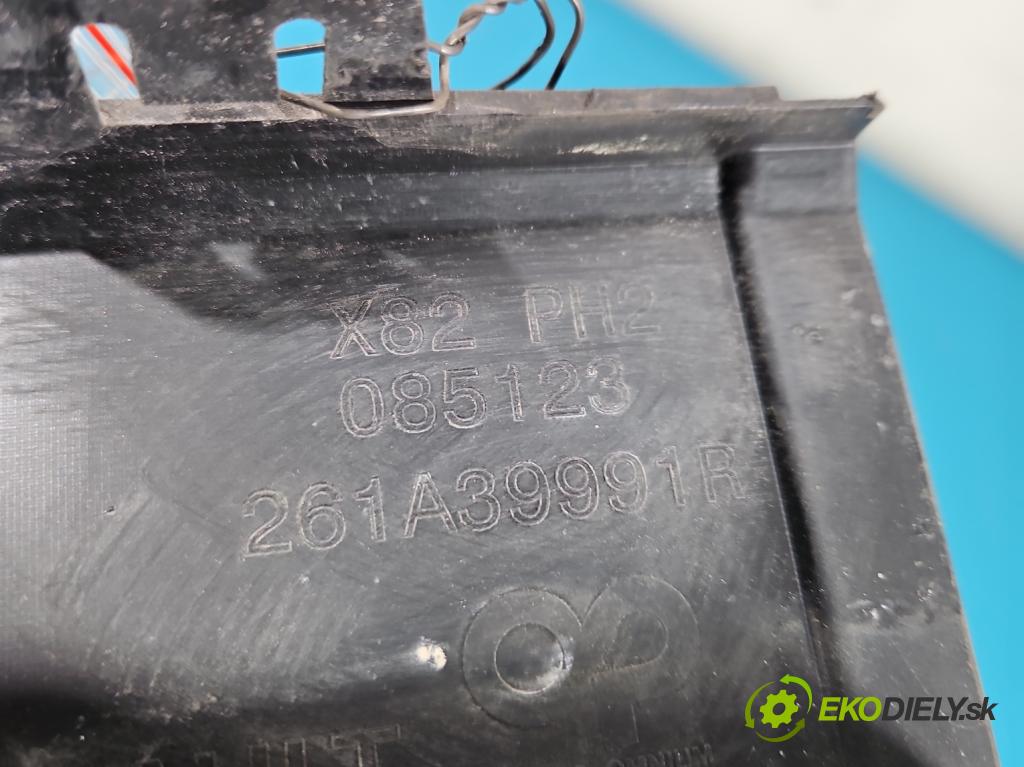 X82 PH2
085123
261A39991R
EKODIELY.sk